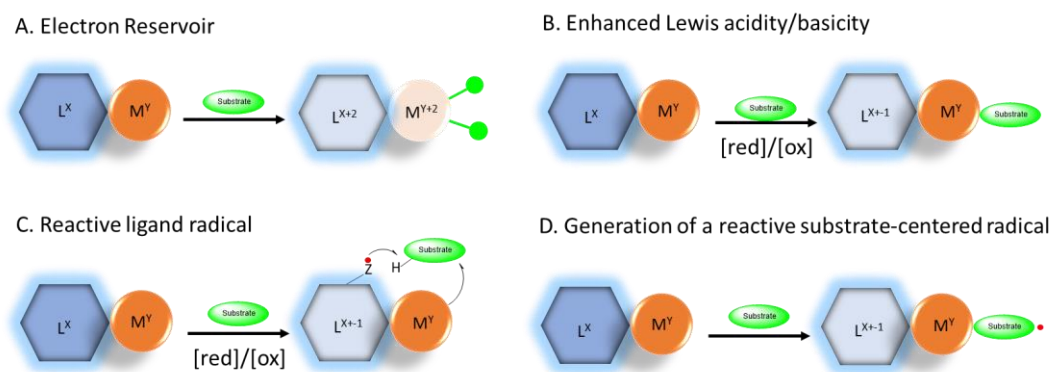 A. Electron Reservoir
L^X M^Y Substrate L^X+2 M^Y+2
B. Enhanced Lewis acidity/basicity
L^X M^Y Substrate L^X+-1 M^Y Substrate
[red]/[ox]
C. Reactive ligand radical
Z H Substrate
L^X M^Y Substrate L^X+-1 M^Y
[red]/[ox]
D. Generation of a reactive substrate-centered radical
L^X M^Y Substrate L^X+-1 M^Y Substrate